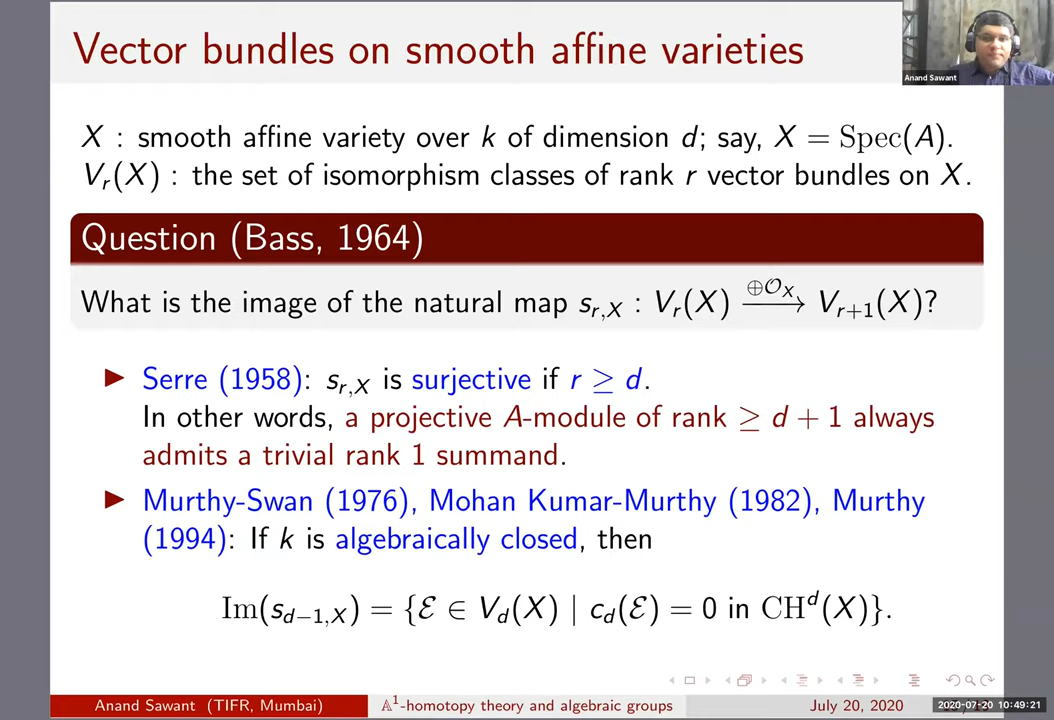 Vector bundles on smooth affine varieties
Anand Sawant
X : smooth affine variety over k of dimension d; say, X = Spec(A).
V_r(X) : the set of isomorphism classes of rank r vector bundles on X.
Question (Bass, 1964)
What is the image of the natural map s_{r,X} : V_r(X) \xrightarrow{⊕O_X} V_{r+1}(X)?
▶ Serre (1958): s_{r,X} is surjective if r ≥ d.
In other words, a projective A-module of rank ≥ d + 1 always
admits a trivial rank 1 summand.
▶ Murthy-Swan (1976), Mohan Kumar-Murthy (1982), Murthy
(1994): If k is algebraically closed, then
Im(s_{d−1,X}) = {ℰ ∈ V_d(X) | c_d(ℰ) = 0 in CH^d(X)}.
Anand Sawant (TIFR, Mumbai) 𝔸^1-homotopy theory and algebraic groups July 20, 2020 2020-07-20 10:49:21